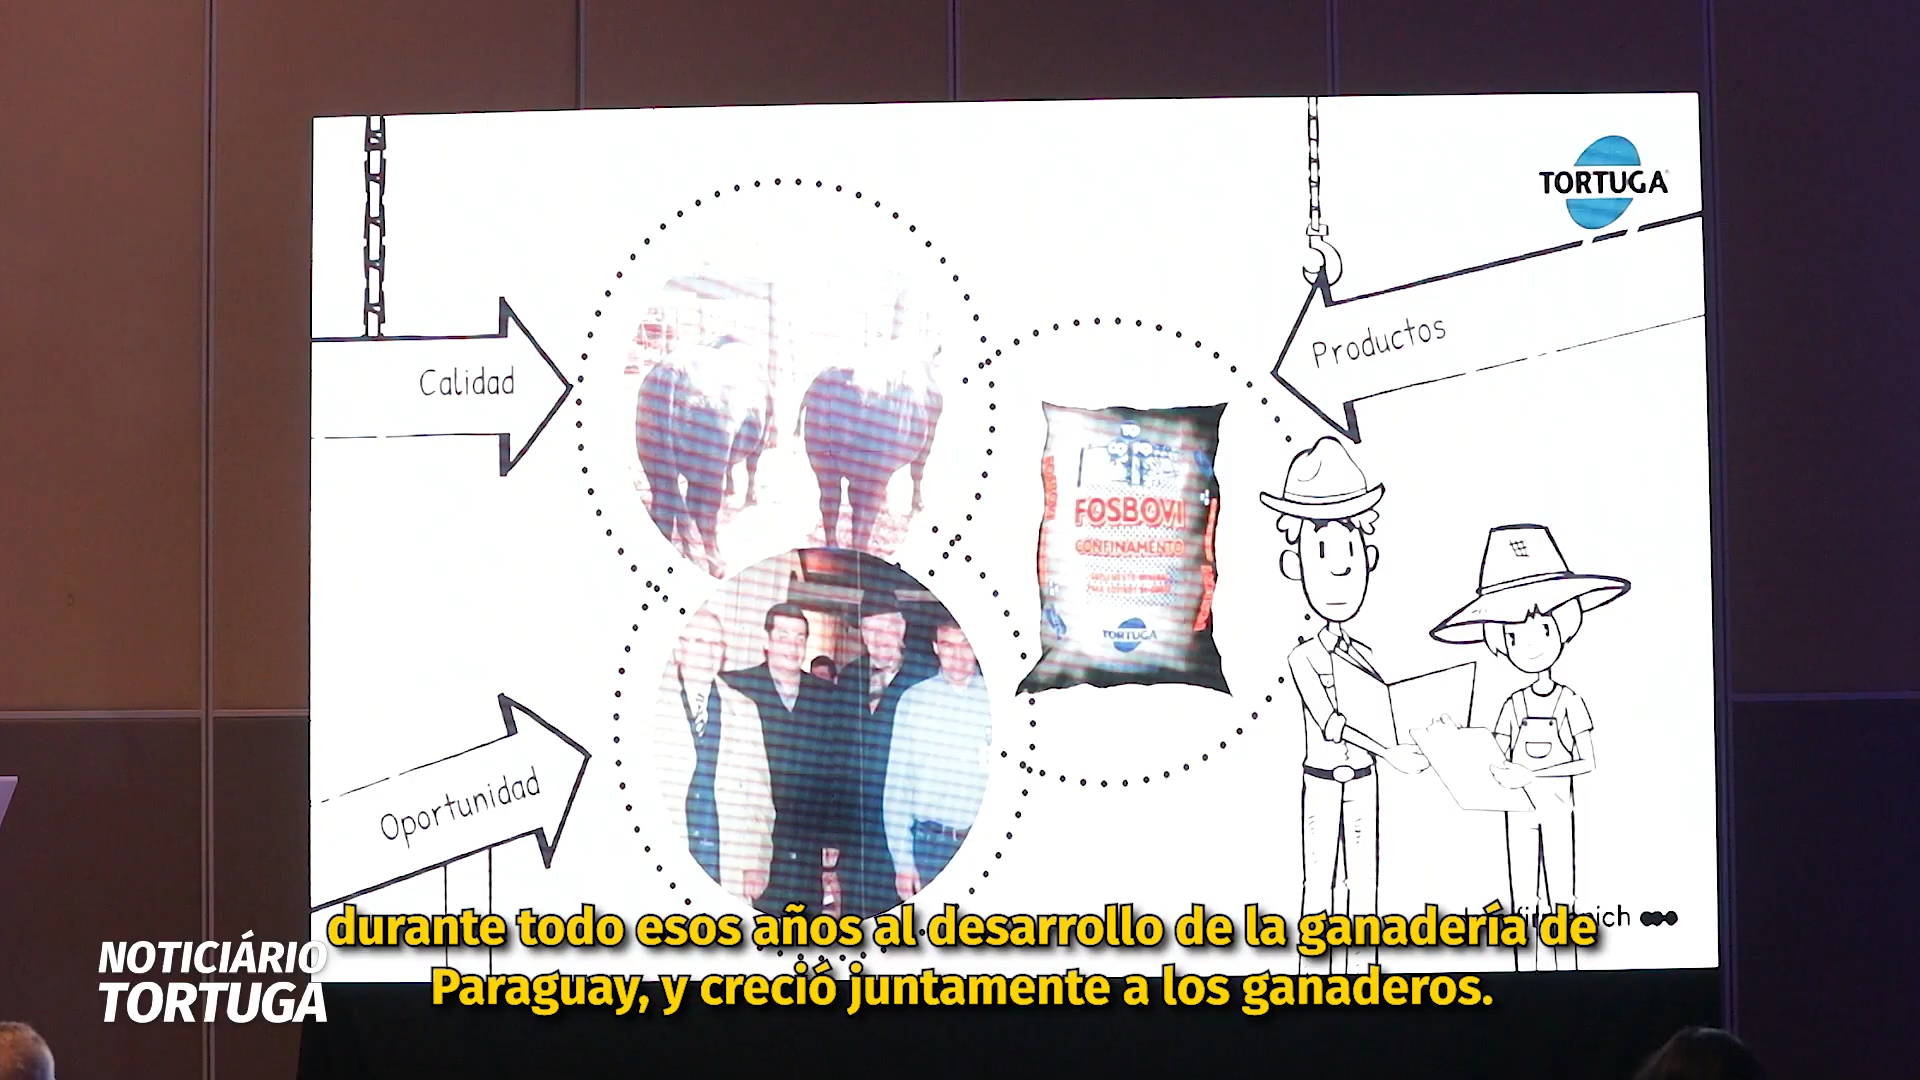 TORTUGA
Productos
Calidad
FOSBOVI
CONFINAMENTO
TORTUGA
Oportunidad
durante todo esos años al desarrollo de la ganadería de
Paraguay, y creció juntamente a los ganaderos.
NOTICIÁRIO
TORTUGA